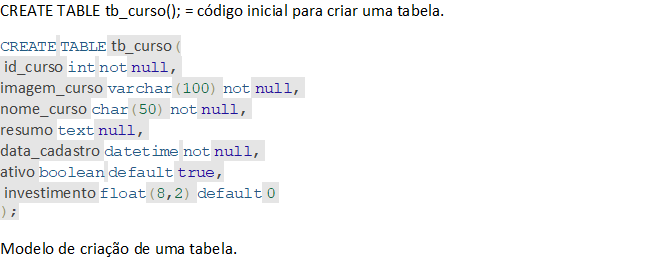 CREATE TABLE tb_curso(); = código inicial para criar uma tabela.
CREATE TABLE tb_curso (
id_curso int not null,
imagem_curso varchar (100) not null,
nome_curso char (50) not null,
resumo text null,
data_cadastro datetime not null,
ativo boolean default true,
investimento float (8,2) default 0
);
Modelo de criação de uma tabela.